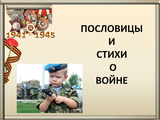 1941 - 1945
ПОСЛОВИЦЫ
И
СТИХИ
О
ВОЙНЕ